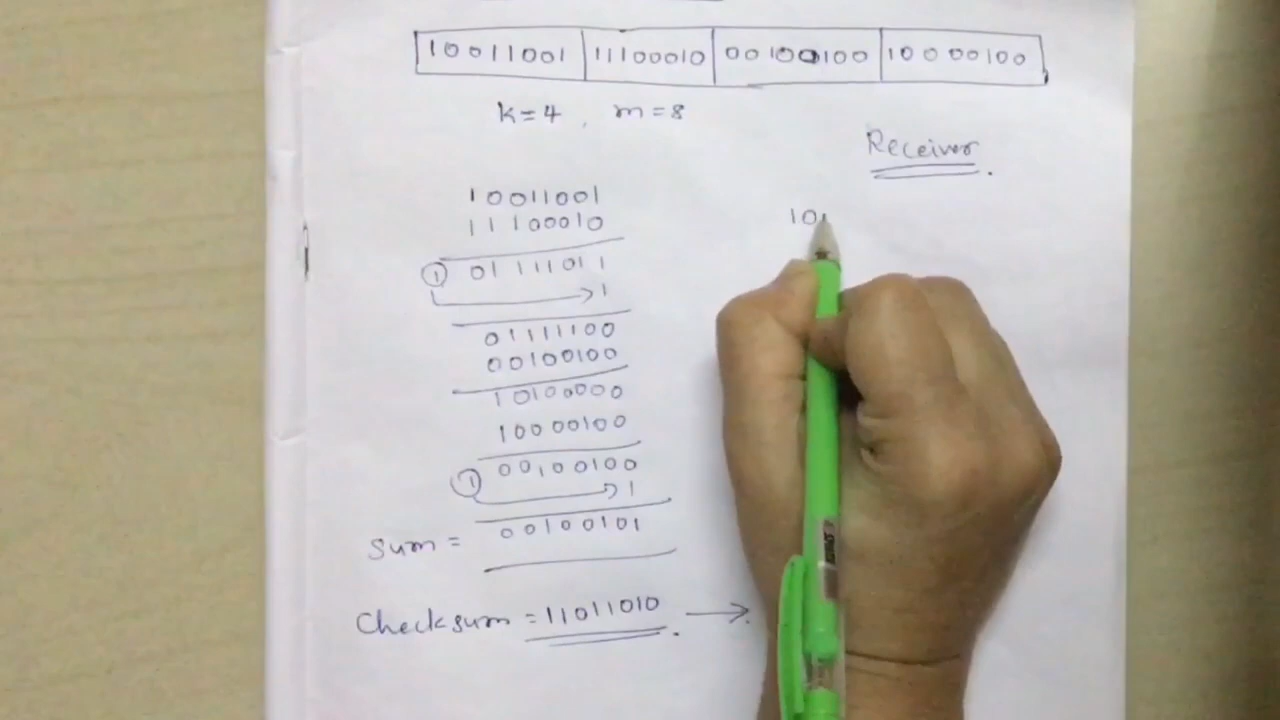 10011001 11100010 00100100 10000100
k=4, m=8
Receiver.
10011001
11100010
1 01111011
1
01111100
00100100
10100000
10000100
1 00100100
1
sum = 00100101
Checksum = 11011010.
10